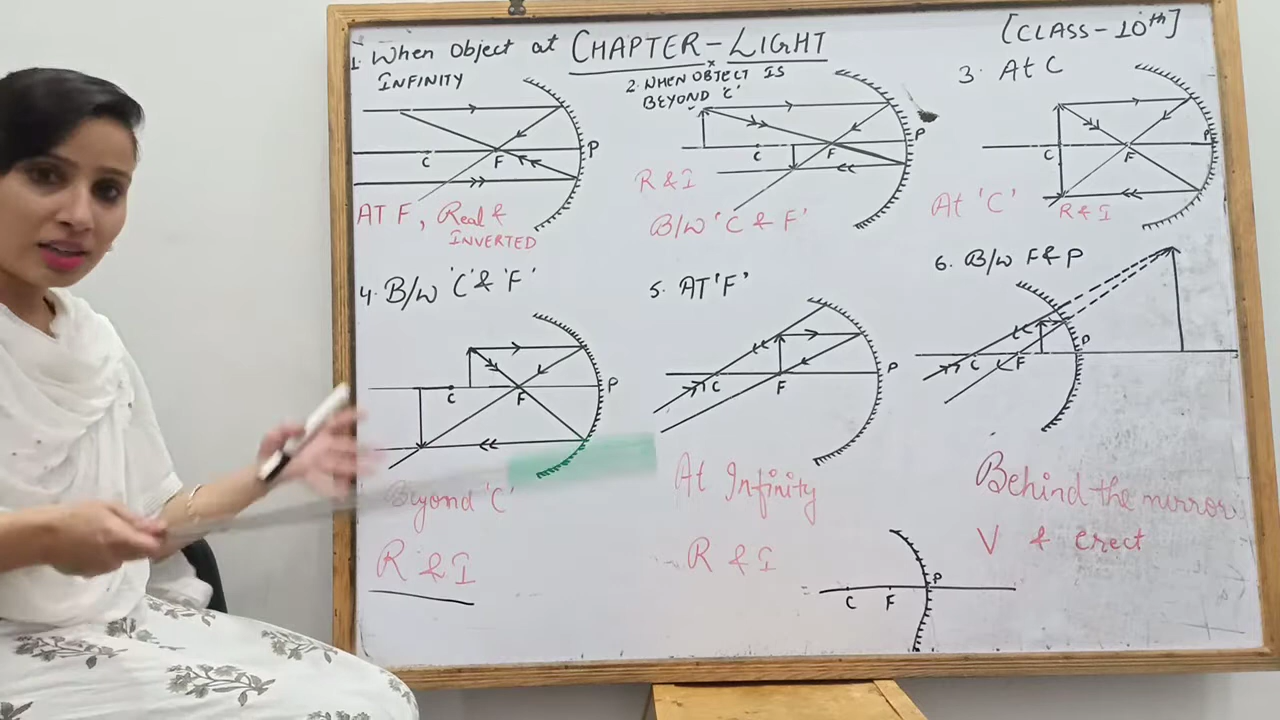 CHAPTER-LIGHT
[CLASS-10th]
1. When Object at
INFINITY
C
F
P
AT F, Real &
INVERTED
2. WHEN OBJECT IS
BEYOND 'C'
C
F
P
R & I
B/W 'C & F'
3. At C
C
F
P
At 'C'
R & I
4. B/W 'C' & 'F'
C
F
P
Beyond 'C'
R & I
5. AT 'F'
C
F
P
At Infinity
R & I
6. B/W F & P
C
F
P
Behind the mirror
V & erect
C
F
P